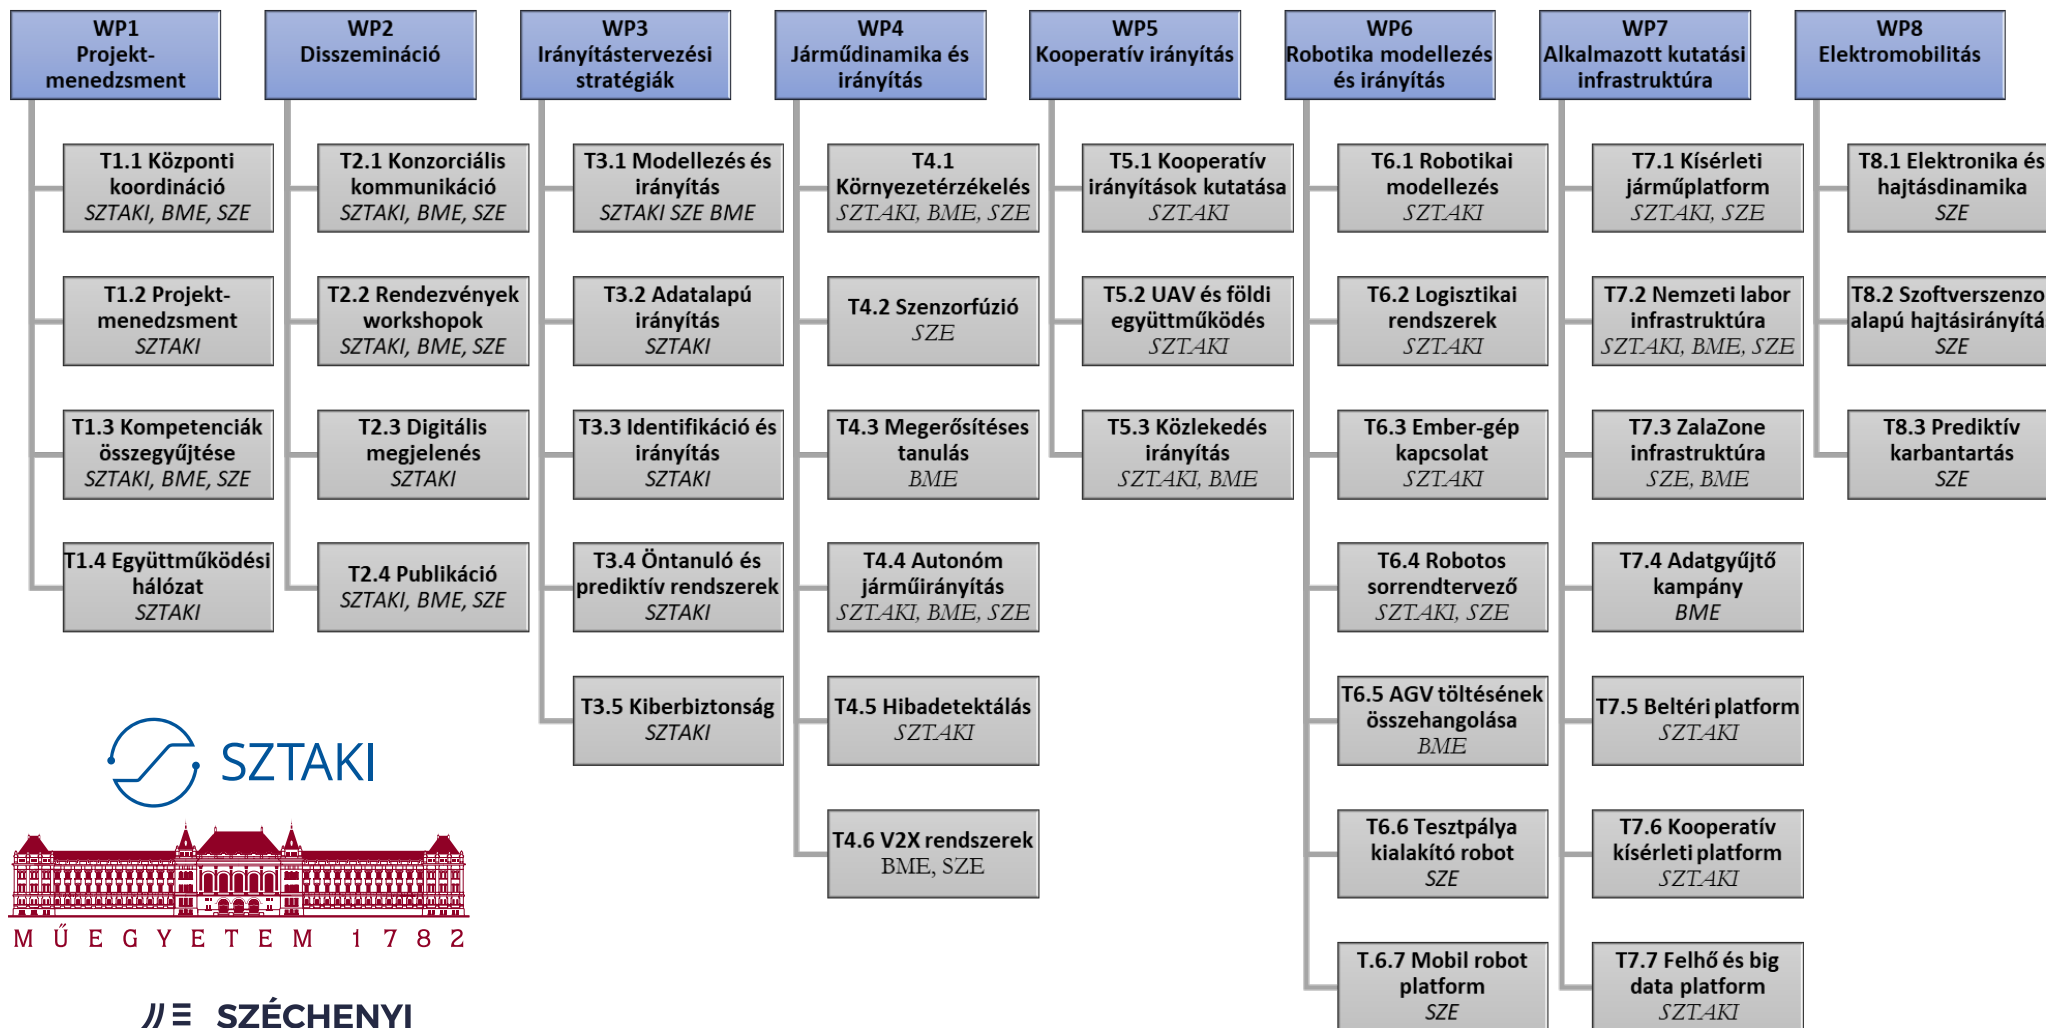 WP1
Projekt-
menedzsment
T1.1 Központi
koordináció
SZTAKI, BME, SZE
T1.2 Projekt-
menedzsment
SZTAKI
T1.3 Kompetenciák
összegyűjtése
SZTAKI, BME, SZE
T1.4 Együttműködési
hálózat
SZTAKI
WP2
Disszemináció
T2.1 Konzorciális
kommunikáció
SZTAKI, BME, SZE
T2.2 Rendezvények
workshopok
SZTAKI, BME, SZE
T2.3 Digitális
megjelenés
SZTAKI
T2.4 Publikáció
SZTAKI, BME, SZE
WP3
Irányítástervezési
stratégiák
T3.1 Modellezés és
irányítás
SZTAKI SZE BME
T3.2 Adatalapú
irányítás
SZTAKI
T3.3 Identifikáció és
irányítás
SZTAKI
T3.4 Öntanuló és
prediktív rendszerek
SZTAKI
T3.5 Kiberbiztonság
SZTAKI
WP4
Járműdinamika és
irányítás
T4.1
Környezetérzékelés
SZTAKI, BME, SZE
T4.2 Szenzorfúzió
SZE
T4.3 Megerősítéses
tanulás
BME
T4.4 Autonóm
járműirányítás
SZTAKI, BME, SZE
T4.5 Hibadetektálás
SZTAKI
T4.6 V2X rendszerek
BME, SZE
WP5
Kooperatív irányítás
T5.1 Kooperatív
irányítások kutatása
SZTAKI
T5.2 UAV és földi
együttműködés
SZTAKI
T5.3 Közlekedés
irányítás
SZTAKI, BME
WP6
Robotika modellezés
és irányítás
T6.1 Robotikai
modellezés
SZTAKI
T6.2 Logisztikai
rendszerek
SZTAKI
T6.3 Ember-gép
kapcsolat
SZTAKI
T6.4 Robotos
sorrendtervező
SZTAKI, SZE
T6.5 AGV töltésének
összehangolása
BME
T6.6 Tesztpálya
kialakító robot
SZE
T.6.7 Mobil robot
platform
SZE
WP7
Alkalmazott kutatási
infrastruktúra
T7.1 Kísérleti
járműplatform
SZTAKI, SZE
T7.2 Nemzeti labor
infrastruktúra
SZTAKI, BME, SZE
T7.3 ZalaZone
infrastruktúra
SZE, BME
T7.4 Adatgyűjtő
kampány
BME
T7.5 Beltéri platform
SZTAKI
T7.6 Kooperatív
kísérleti platform
SZTAKI
T7.7 Felhő és big
data platform
SZTAKI
WP8
Elektromobilitás
T8.1 Elektronika és
hajtásdinamika
SZE
T8.2 Szoftverszenzo
alapú hajtásirányítás
SZE
T8.3 Prediktív
karbantartás
SZE
SZTAKI
MŰEGYETEM 1782
SZÉCHENYI